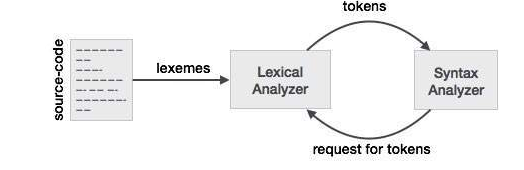 tokens
source-code
lexemes
Lexical
Analyzer
Syntax
Analyzer
request for tokens